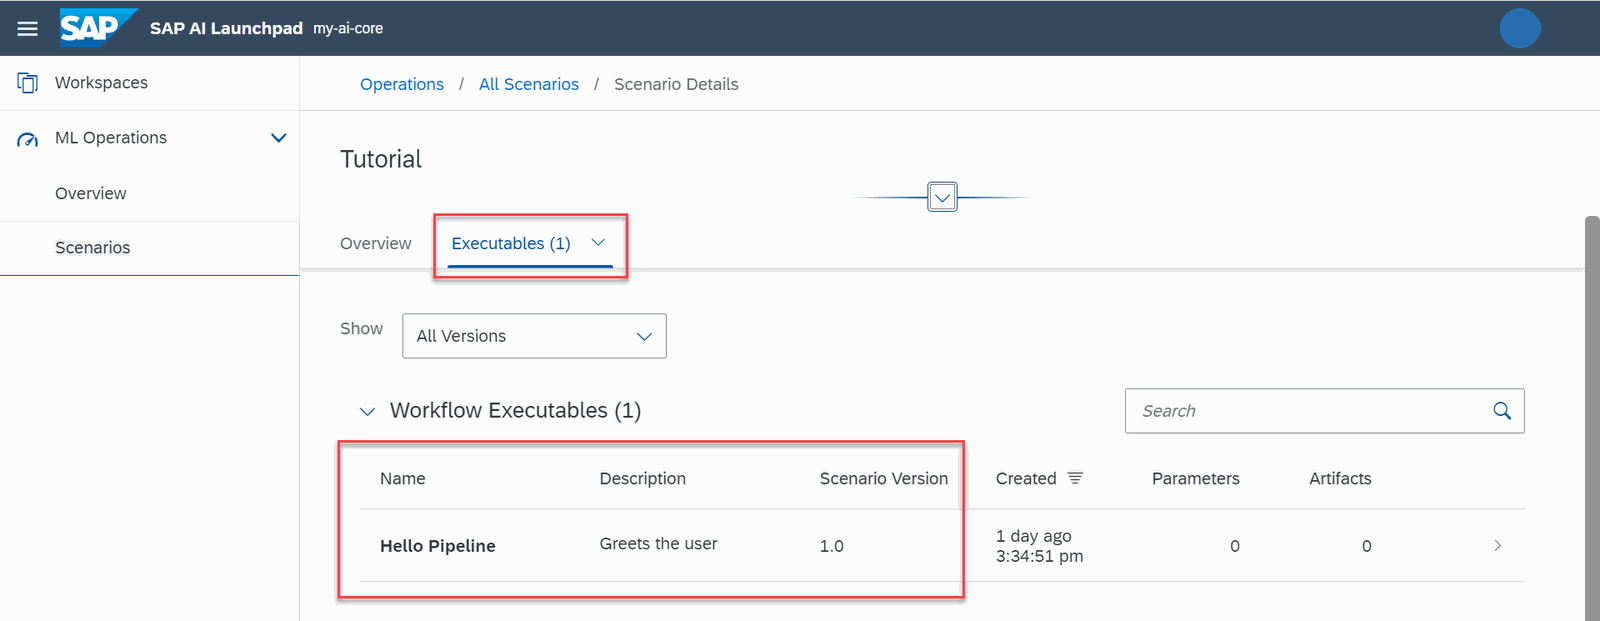 SAP SAP AI Launchpad my-ai-core
Workspaces
ML Operations
Overview
Scenarios
Operations / All Scenarios / Scenario Details
Tutorial
Overview Executables (1)
Show All Versions
Workflow Executables (1) Search
Name Description Scenario Version Created Parameters Artifacts
Hello Pipeline Greets the user 1.0 1 day ago 0 0
3:34:51 pm